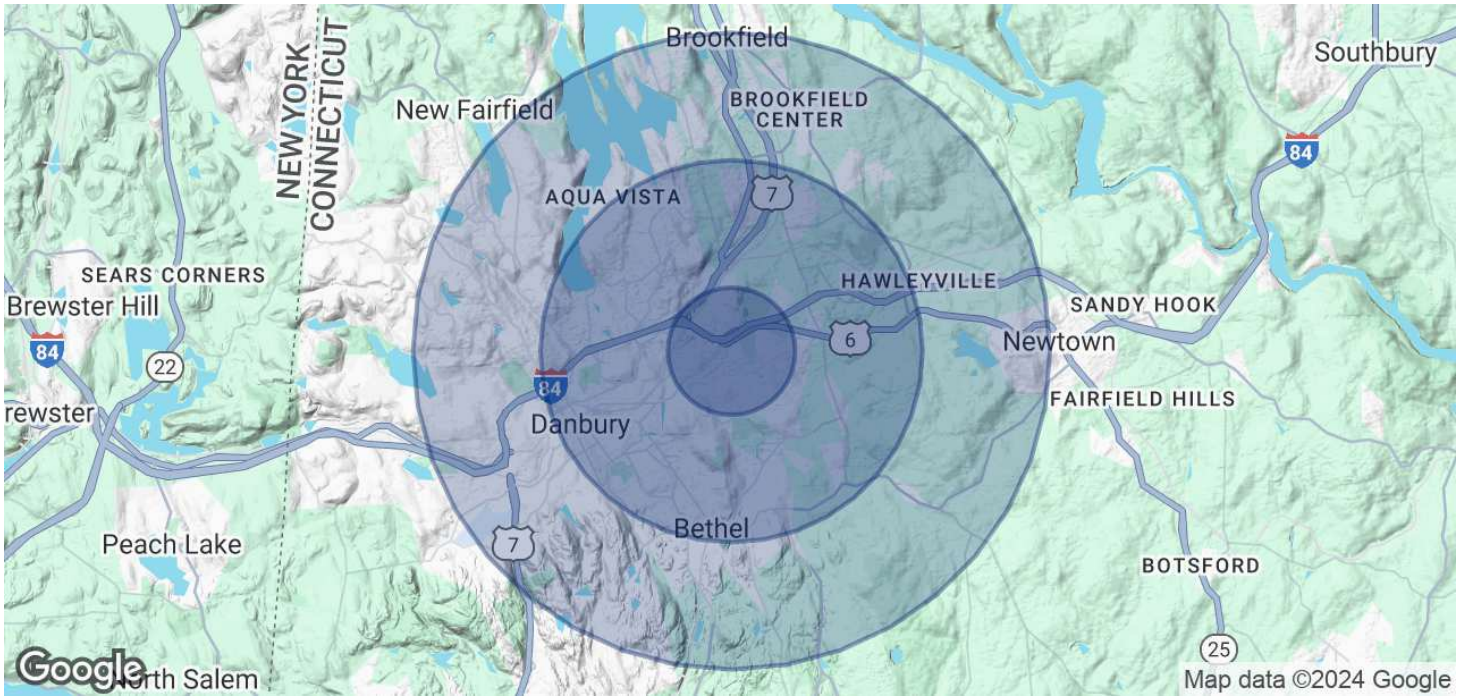 Brookfield
Southbury
NEW YORK
CONNECTICUT
New Fairfield
BROOKFIELD
CENTER
84
AQUA VISTA
7
SEARS CORNERS
HAWLEYVILLE
SANDY HOOK
Brewster Hill
84
22
6
Newtown
84
FAIRFIELD HILLS
rewster
Danbury
Bethel
7
Peach Lake
BOTSFORD
25
Google
North Salem
Map data ©2024 Google